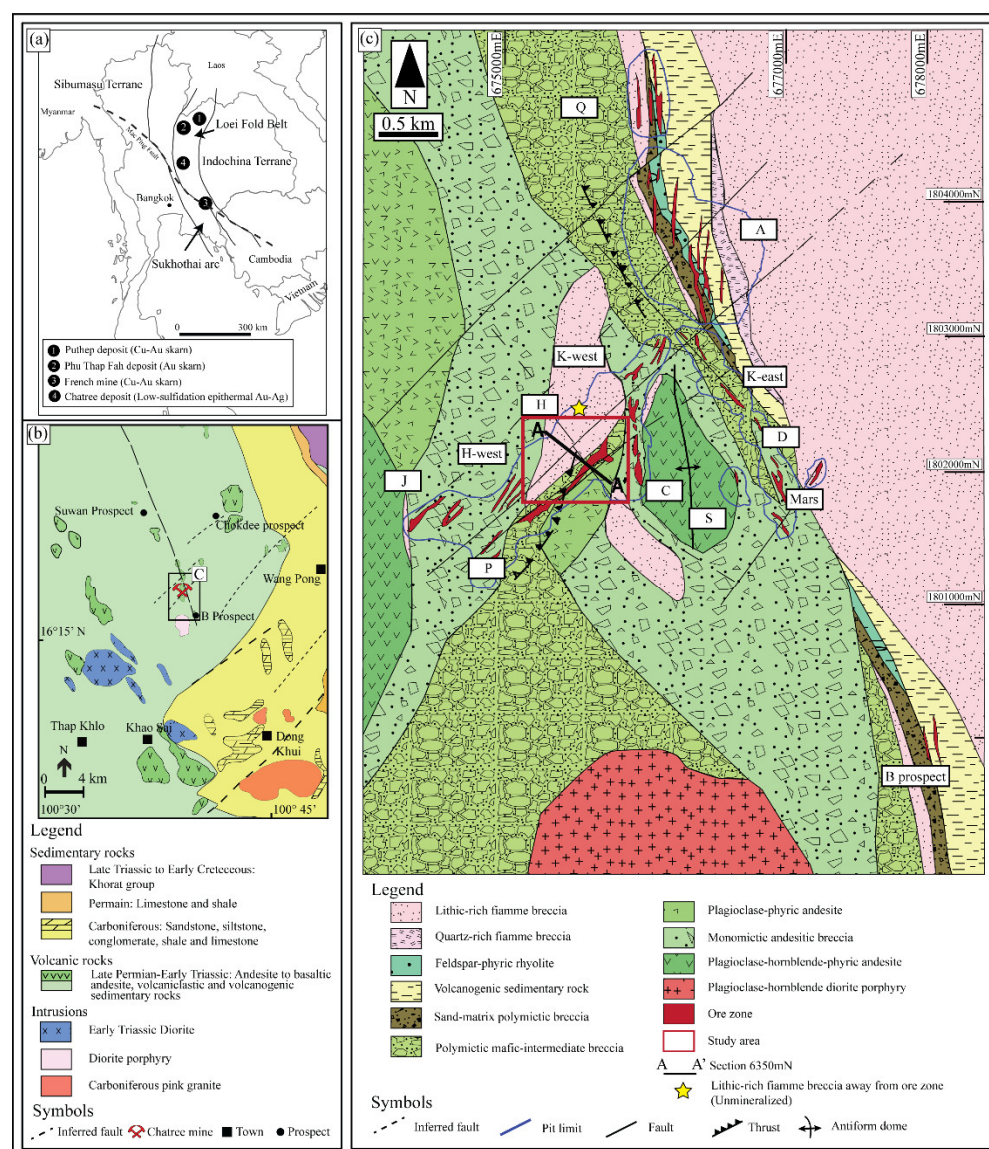 (a)
Laos
Sibumasu Terrane
Myanmar
Mae Ping Fault
1
2
Loei Fold Belt
4
Indochina Terrane
Bangkok
3
Sukhothai arc
Cambodia
Vietnam
0 300 km
1 Puthep deposit (Cu-Au skarn)
2 Phu Thap Fah deposit (Au skarn)
3 French mine (Cu-Au skarn)
4 Chatree deposit (Low-sulfidation epithermal Au-Ag)
(b)
Suwan Prospect
Chokdee prospect
C
Wang Pong
B Prospect
16°15' N
Thap Khlo
Khao Sai
Dong
Khui
N
0 4 km
100°30'
100° 45'
Legend
Sedimentary rocks
Late Triassic to Early Creteceous:
Khorat group
Permain: Limestone and shale
Carboniferous: Sandstone, siltstone,
conglomerate, shale and limestone
Volcanic rocks
Late Permian-Early Triassic: Andesite to basaltic
andesite, volcaniclastic and volcanogenic
sedimentary rocks
Intrusions
Early Triassic Diorite
Diorite porphyry
Carboniferous pink granite
Symbols
Inferred fault
Chatree mine
Town
Prospect
(c)
N
0.5 km
675000mE
677000mE
678000mE
Q
A
1804000mN
1803000mN
K-west
K-east
H
A
D
1802000mN
H-west
J
A'
C
Mars
S
P
1801000mN
B prospect
Legend
Lithic-rich fiamme breccia
Quartz-rich fiamme breccia
Feldspar-phyric rhyolite
Volcanogenic sedimentary rock
Sand-matrix polymictic breccia
Polymictic mafic-intermediate breccia
Plagioclase-phyric andesite
Monomictic andesitic breccia
Plagioclase-hornblende-phyric andesite
Plagioclase-hornblende diorite porphyry
Ore zone
Study area
A A' Section 6350mN
Lithic-rich fiamme breccia away from ore zone
(Unmineralized)
Symbols
Inferred fault
Pit limit
Fault
Thrust
Antiform dome